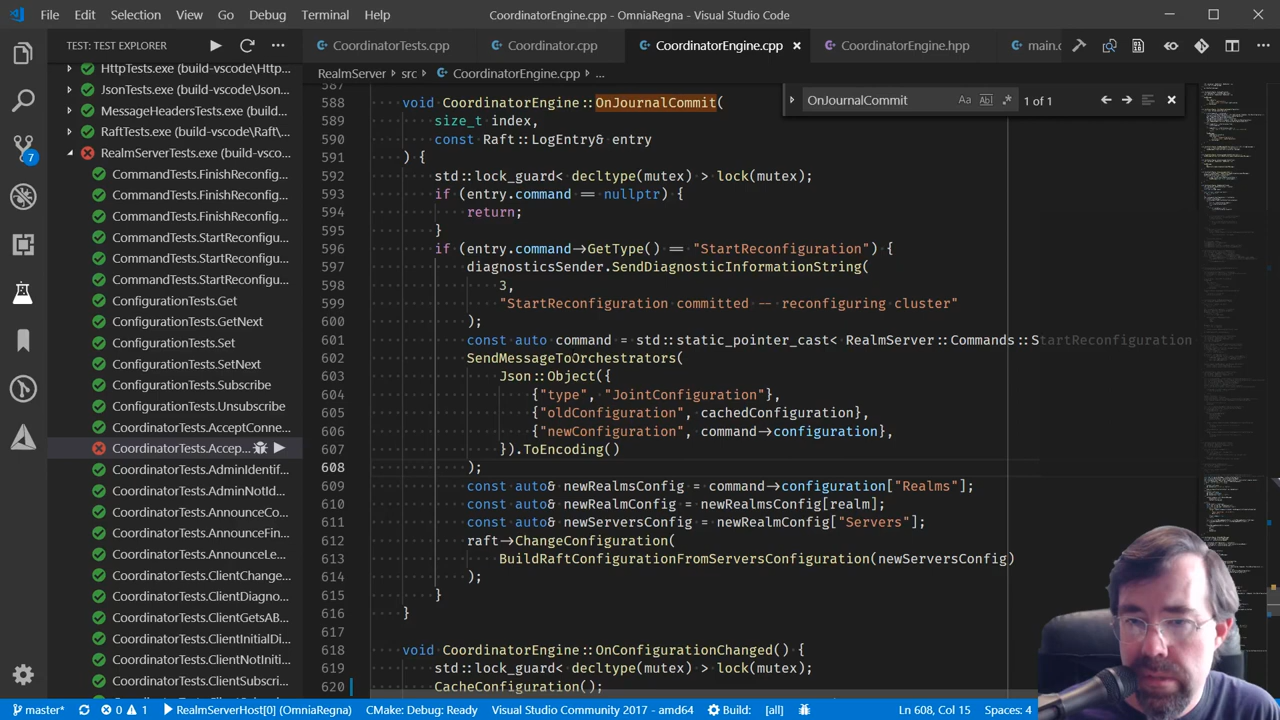 File Edit Selection View Go Debug Terminal Help
CoordinatorEngine.cpp - OmniaRegna - Visual Studio Code
TEST: TEST EXPLORER
HttpTests.exe (build-vscode\Htt...
JsonTests.exe (build-vscode\Jso...
MessageHeadersTests.exe (build...
RaftTests.exe (build-vscode\Raft\...
RealmServerTests.exe (build-vsco...
CommandTests.FinishReconfig...
CommandTests.FinishReconfig...
CommandTests.FinishReconfig...
CommandTests.StartReconfigu...
CommandTests.StartReconfigu...
CommandTests.StartReconfigu...
ConfigurationTests.Get
ConfigurationTests.GetNext
ConfigurationTests.Set
ConfigurationTests.SetNext
ConfigurationTests.Subscribe
ConfigurationTests.Unsubscribe
CoordinatorTests.AcceptConne...
CoordinatorTests.Accep...
CoordinatorTests.AdminIdentif...
CoordinatorTests.AdminNotId...
CoordinatorTests.AnnounceCo...
CoordinatorTests.AnnounceFin...
CoordinatorTests.AnnounceLe...
CoordinatorTests.ClientChange...
CoordinatorTests.ClientDiagno...
CoordinatorTests.ClientGetsAB...
CoordinatorTests.ClientInitialDi...
CoordinatorTests.ClientNotIniti...
CoordinatorTests.ClientSubscri...
7
CoordinatorTests.cpp
Coordinator.cpp
CoordinatorEngine.cpp
CoordinatorEngine.hpp
main.c
RealmServer > src > CoordinatorEngine.cpp > ...
OnJournalCommit
Aa Abl .* 1 of 1
587
588 void CoordinatorEngine::OnJournalCommit(
589 size_t index,
590 const Raft::LogEntry& entry
591 ) {
592 std::lock_guard< decltype(mutex) > lock(mutex);
593 if (entry.command == nullptr) {
594 return;
595 }
596 if (entry.command->GetType() == "StartReconfiguration") {
597 diagnosticsSender.SendDiagnosticInformationString(
598 3,
599 "StartReconfiguration committed -- reconfiguring cluster"
600 );
601 const auto command = std::static_pointer_cast< RealmServer::Commands::StartReconfiguration
602 SendMessageToOrchestrators(
603 Json::Object({
604 {"type", "JointConfiguration"},
605 {"oldConfiguration", cachedConfiguration},
606 {"newConfiguration", command->configuration},
607 }).ToEncoding()
608 );
609 const auto& newRealmsConfig = command->configuration["Realms"];
610 const auto& newRealmConfig = newRealmsConfig[realm];
611 const auto& newServersConfig = newRealmConfig["Servers"];
612 raft->ChangeConfiguration(
613 BuildRaftConfigurationFromServersConfiguration(newServersConfig)
614 );
615 }
616 }
617
618 void CoordinatorEngine::OnConfigurationChanged() {
619 std::lock_guard< decltype(mutex) > lock(mutex);
620 CacheConfiguration();
master* 0 1 RealmServerHost[0] (OmniaRegna) CMake: Debug: Ready Visual Studio Community 2017 - amd64 Build: [all] Ln 608, Col 15 Spaces: 4